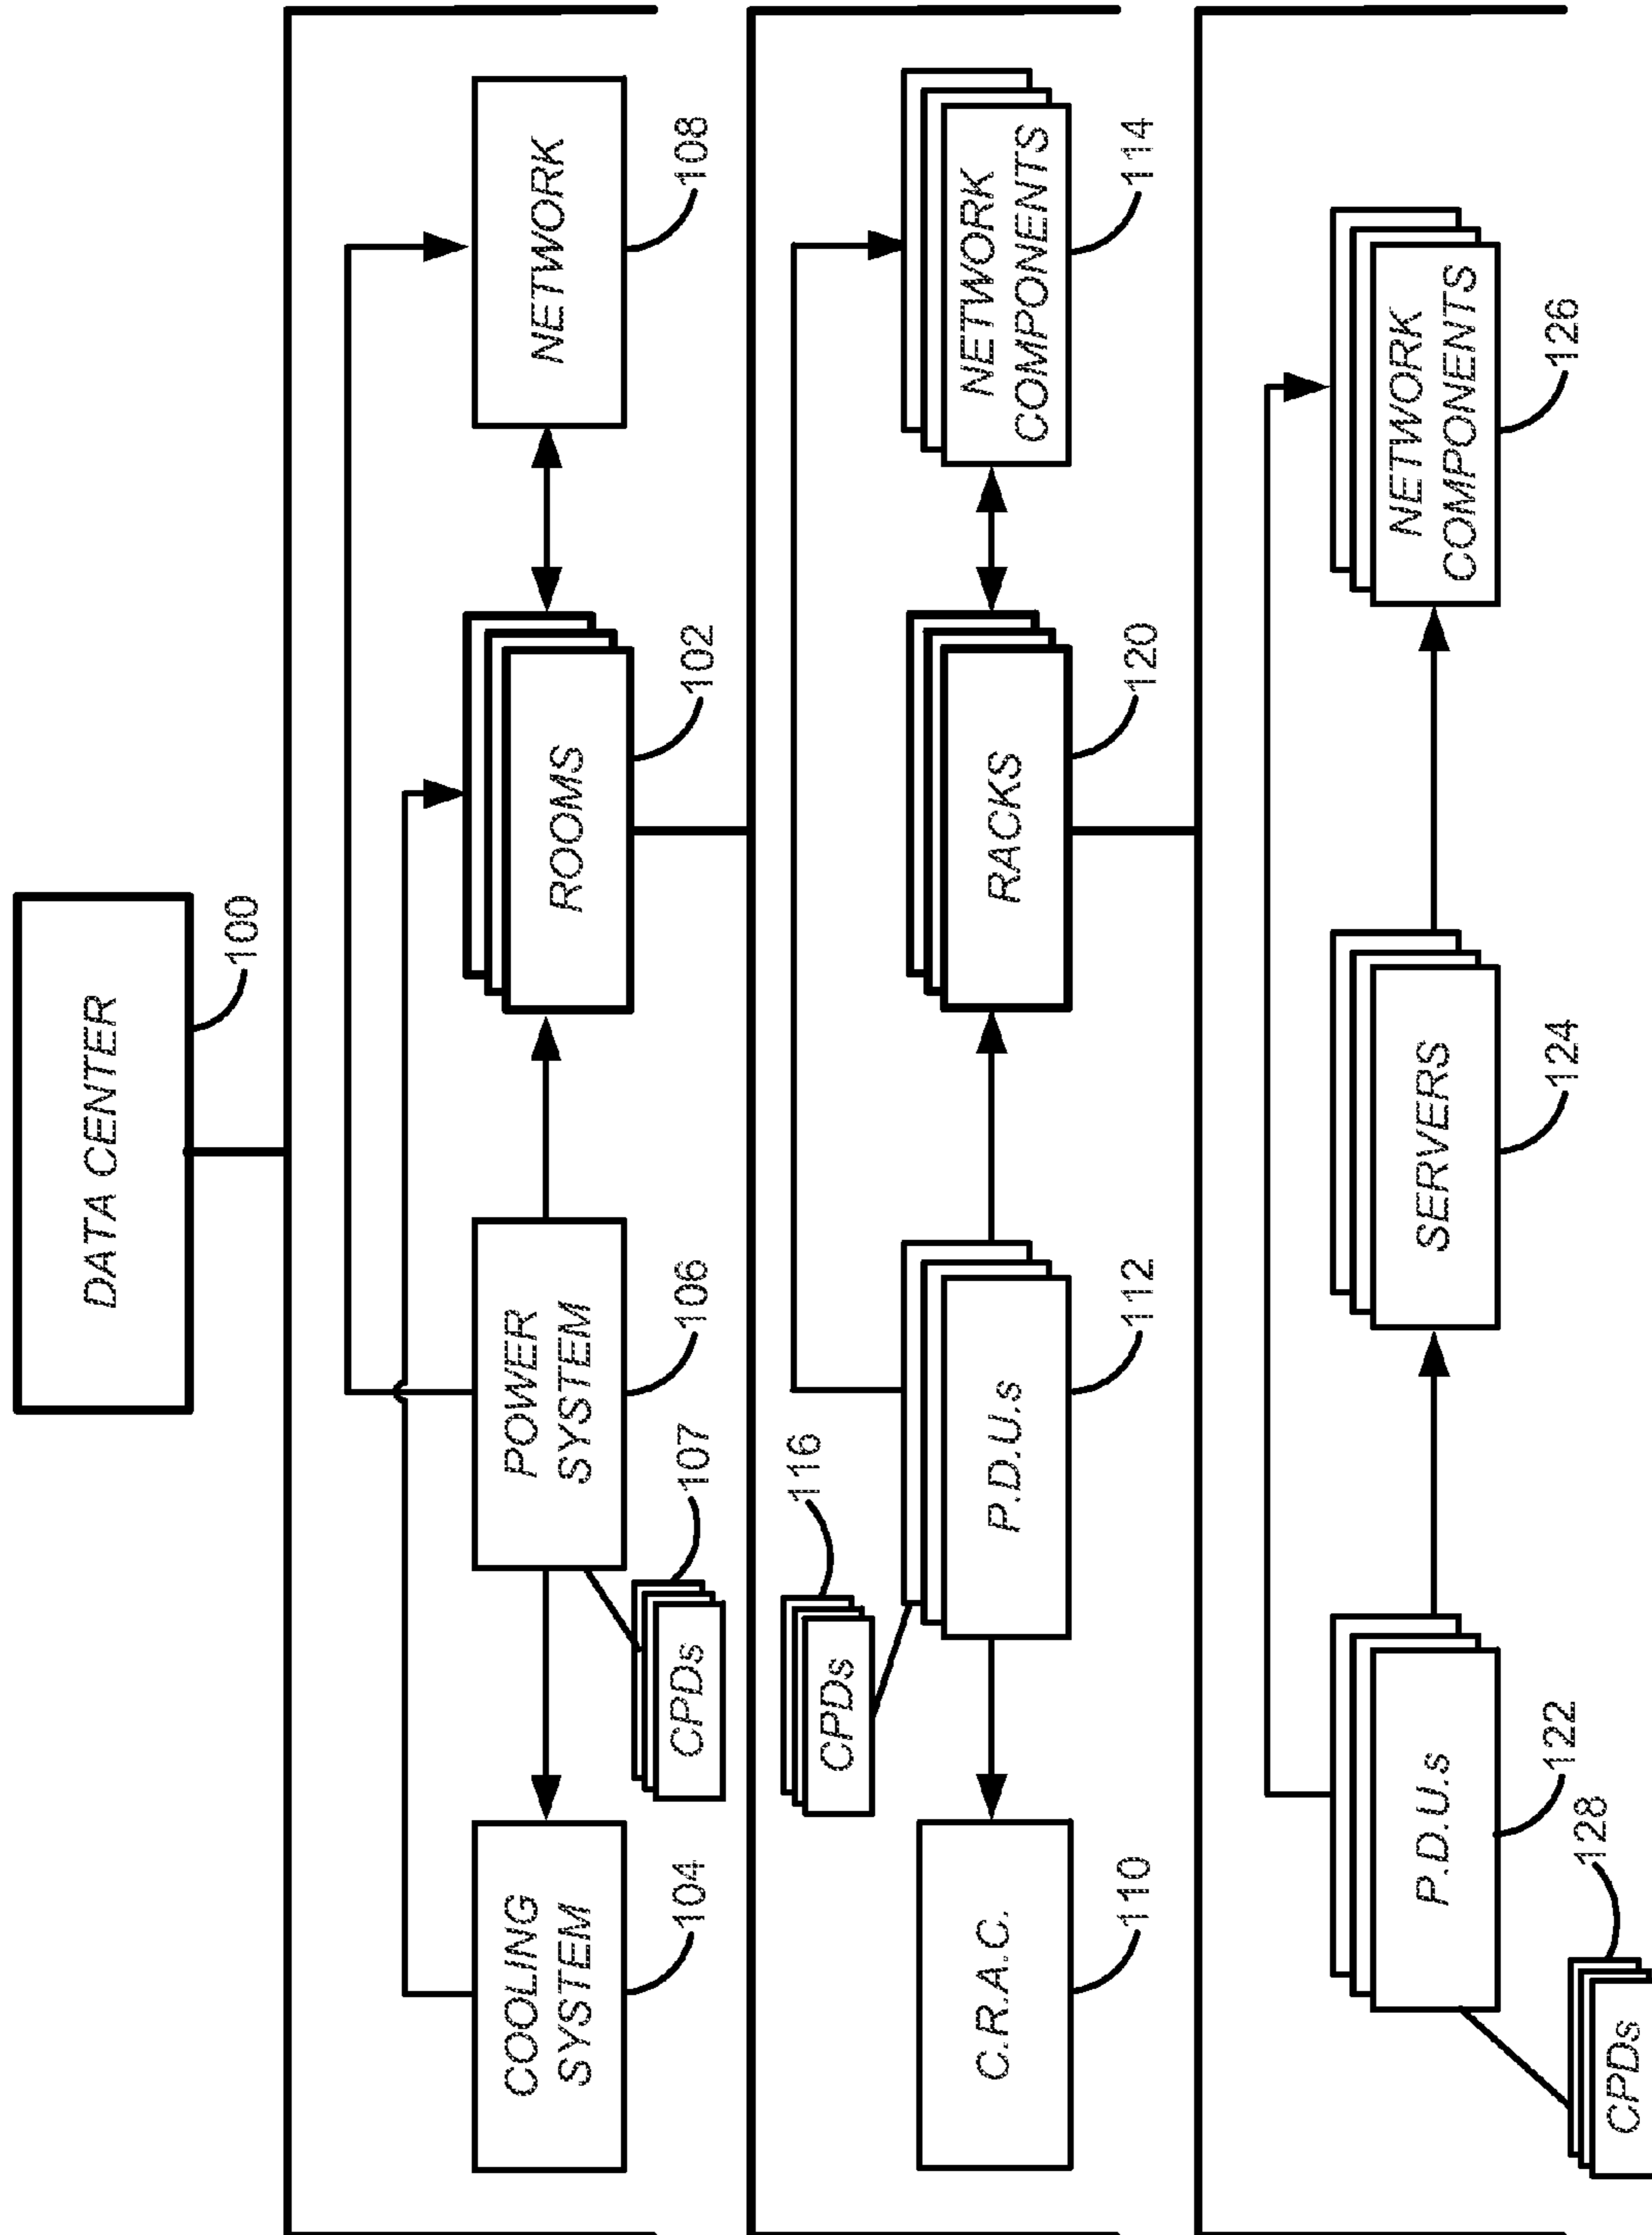 DATA CENTER
100
COOLING
SYSTEM
104
POWER
SYSTEM
106
CPDs
107
ROOMS
102
NETWORK
108
C.R.A.C.
110
CPDs
116
P.D.U.s
112
RACKS
120
NETWORK
COMPONENTS
114
CPDs
128
P.D.U.s
122
SERVERS
124
NETWORK
COMPONENTS
126